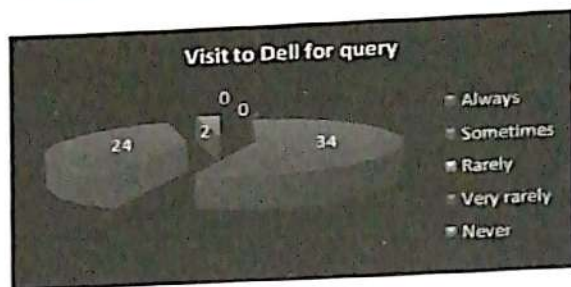 Visit to Dell for query
0
0
2
24
34
Always
Sometimes
Rarely
Very rarely
Never